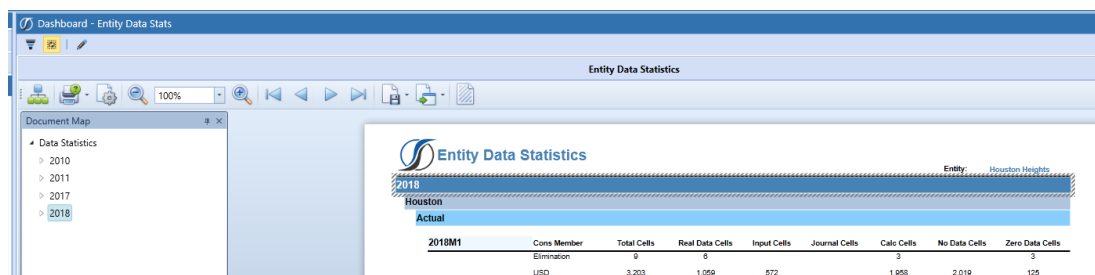 Dashboard - Entity Data Stats
Entity Data Statistics
100%
Document Map
Data Statistics
2010
2011
2017
2018
Entity Data Statistics
Entity: Houston Heights
2018
Houston
Actual
2018M1 Cons Member Total Cells Real Data Cells Input Cells Journal Cells Calc Cells No Data Cells Zero Data Cells
Elimination 9 6 3 3
USD 3,203 1,059 572 1,958 2,019 125